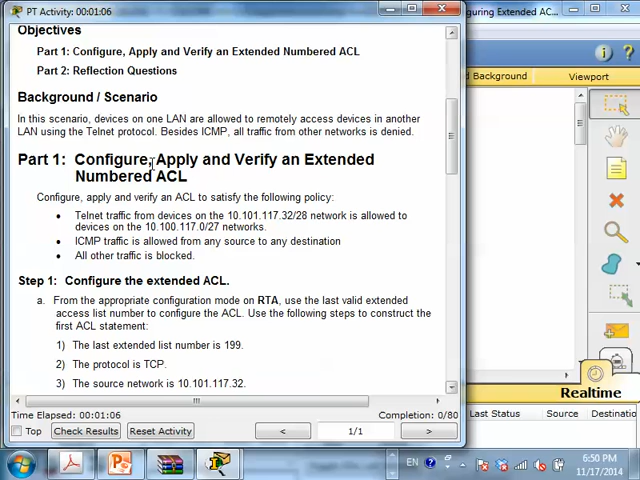 PT Activity: 00:01:06
guring Extended AC...
Objectives
Part 1: Configure, Apply and Verify an Extended Numbered ACL
Part 2: Reflection Questions
Background / Scenario
In this scenario, devices on one LAN are allowed to remotely access devices in another
LAN using the Telnet protocol. Besides ICMP, all traffic from other networks is denied.
Part 1: Configure, Apply and Verify an Extended
Numbered ACL
Configure, apply and verify an ACL to satisfy the following policy:
• Telnet traffic from devices on the 10.101.117.32/28 network is allowed to
devices on the 10.100.117.0/27 networks.
• ICMP traffic is allowed from any source to any destination
• All other traffic is blocked.
Step 1: Configure the extended ACL.
a. From the appropriate configuration mode on RTA, use the last valid extended
access list number to configure the ACL. Use the following steps to construct the
first ACL statement:
1) The last extended list number is 199.
2) The protocol is TCP.
3) The source network is 10.101.117.32.
Time Elapsed: 00:01:06
Completion: 0/80
Top
Check Results
Reset Activity
<
1/1
>
d Background
Viewport
Realtime
Last Status
Source
Destinatio
EN
6:50 PM
11/17/2014